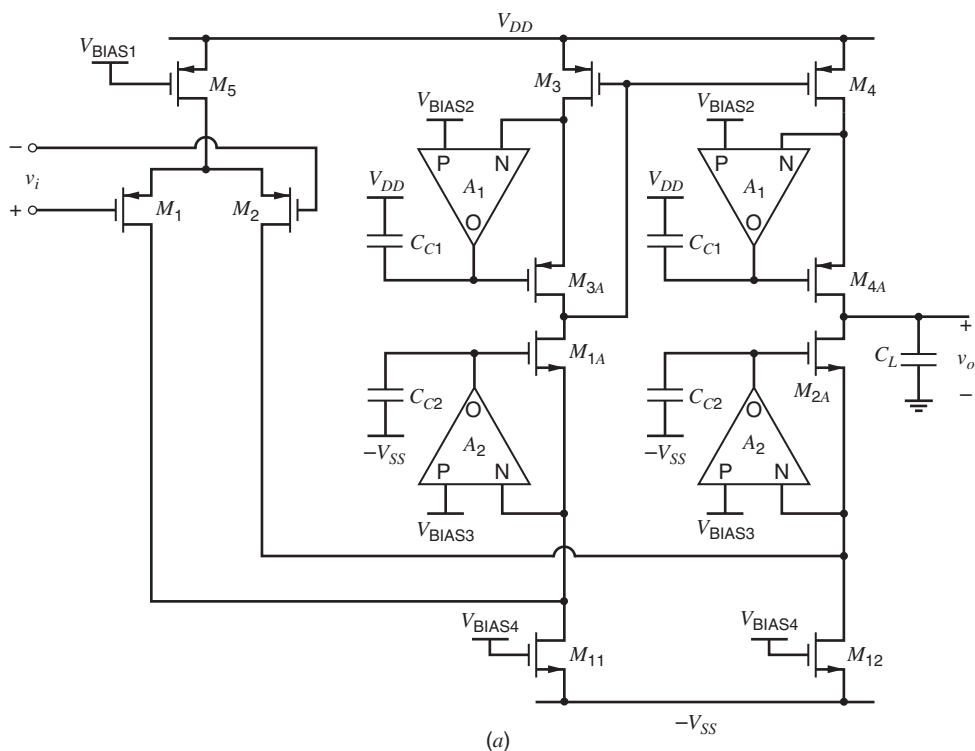 V_DD
V_BIAS1
M_5
M_3
M_4
V_BIAS2
V_BIAS2
−
v_i
+
P N
P N
A_1
A_1
V_DD
V_DD
M_1
M_2
O
O
C_C1
C_C1
M_3A
M_4A
M_1A
M_2A
+
C_L
v_o
−
C_C2
C_C2
O
O
A_2
A_2
−V_SS
−V_SS
P N
P N
V_BIAS3
V_BIAS3
V_BIAS4
V_BIAS4
M_11
M_12
−V_SS
(a)